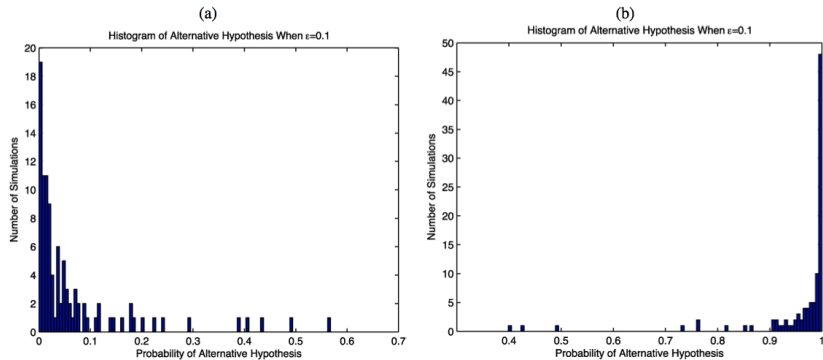 (a)
Histogram of Alternative Hypothesis When ε=0.1
20
18
16
14
12
10
8
6
4
2
0
Number of Simulations
0 0.1 0.2 0.3 0.4 0.5 0.6 0.7
Probability of Alternative Hypothesis
(b)
Histogram of Alternative Hypothesis When ε=0.1
50
45
40
35
30
25
20
15
10
5
0
Number of Simulations
0.4 0.5 0.6 0.7 0.8 0.9 1
Probability of Alternative Hypothesis